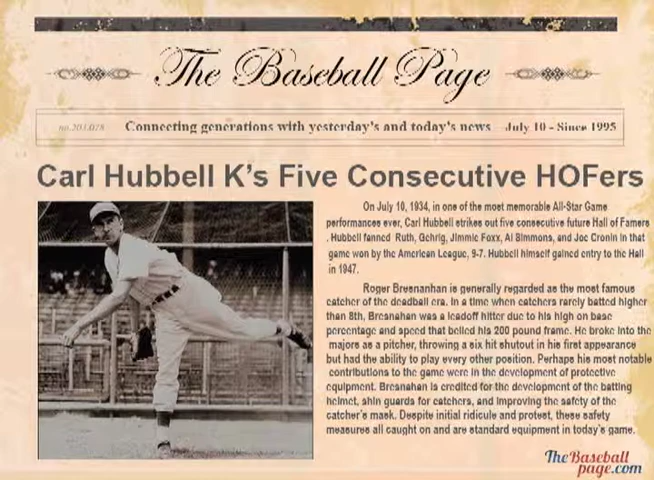 The Baseball Page
no.201.028 Connecting generations with yesterday's and today's news July 10 - Since 1995
Carl Hubbell K's Five Consecutive HOFers
On July 10, 1934, in one of the most memorable All-Star Game
performances ever, Carl Hubbell strikes out five consecutive future Hall of Famers
. Hubbell fanned Ruth, Gehrig, Jimmie Foxx, Al Simmons, and Joe Cronin in that
game won by the American League, 9-7. Hubbell himself gained entry to the Hall
in 1947.
Roger Bresnanhan is generally regarded as the most famous
catcher of the deadball era. In a time when catchers rarely batted higher
than 8th, Bresnahan was a leadoff hitter due to his high on base
percentage and speed that belied his 200 pound frame. He broke into the
majors as a pitcher, throwing a six hit shutout in his first appearance
but had the ability to play every other position. Perhaps his most notable
contributions to the game were in the development of protective
equipment. Bresnahan is credited for the development of the batting
helmet, shin guards for catchers, and improving the safety of the
catcher's mask. Despite initial ridicule and protest, these safety
measures all caught on and are standard equipment in today's game.
TheBaseball
page.com